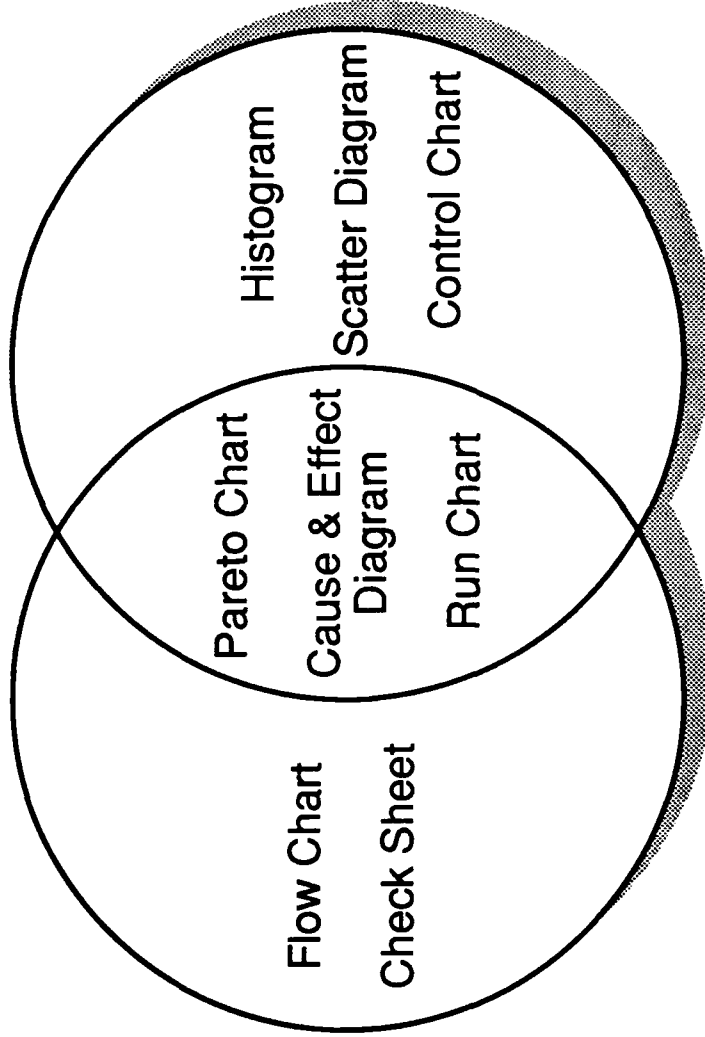 Flow Chart
Check Sheet
Pareto Chart
Cause & Effect
Diagram
Run Chart
Histogram
Scatter Diagram
Control Chart